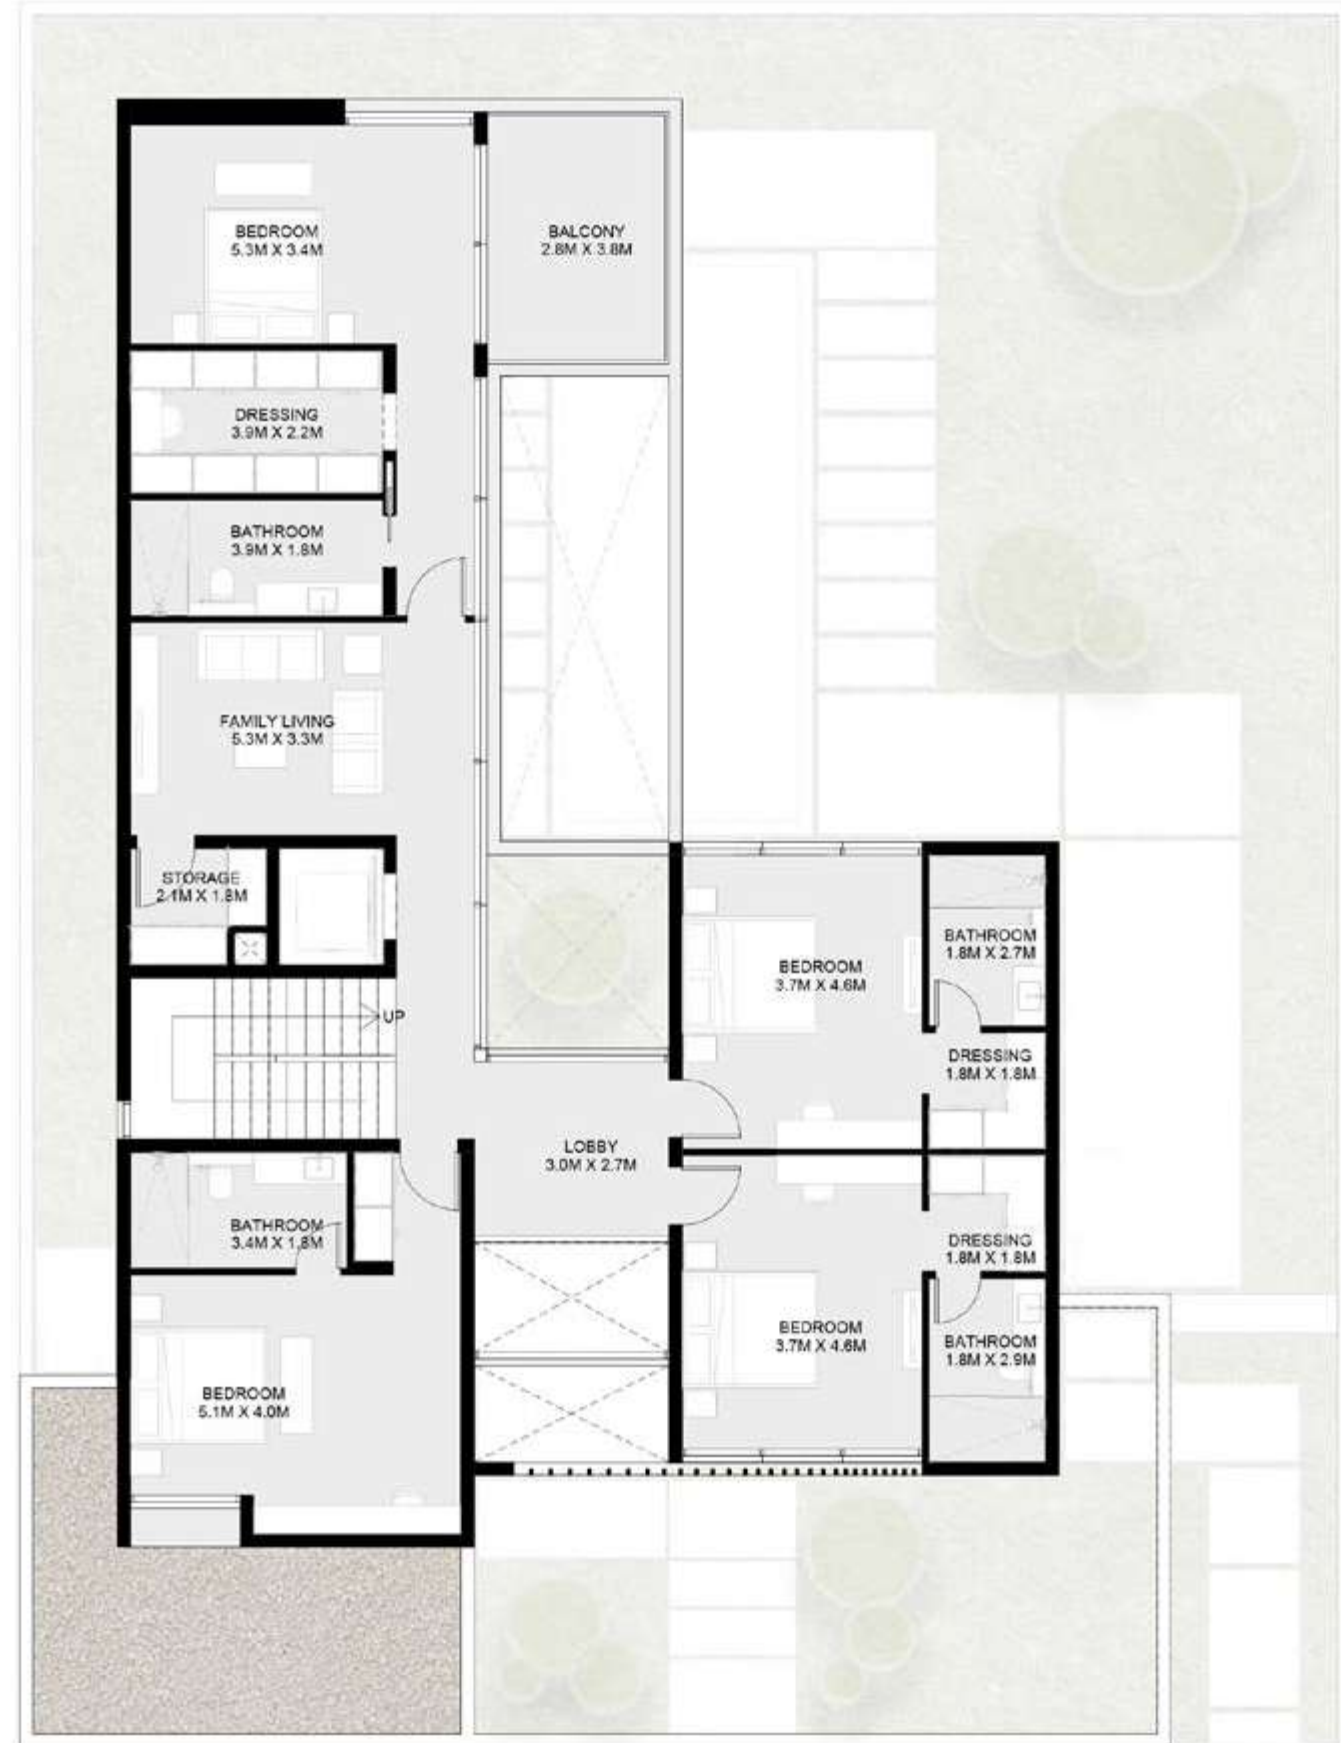 BEDROOM
5.3M X 3.4M
BALCONY
2.8M X 3.8M
DRESSING
3.9M X 2.2M
BATHROOM
3.9M X 1.8M
FAMILY LIVING
5.3M X 3.3M
STORAGE
2.1M X 1.8M
UP
BEDROOM
3.7M X 4.6M
BATHROOM
1.8M X 2.7M
DRESSING
1.8M X 1.8M
LOBBY
3.0M X 2.7M
BATHROOM
3.4M X 1.8M
DRESSING
1.8M X 1.8M
BEDROOM
3.7M X 4.6M
BATHROOM
1.8M X 2.9M
BEDROOM
5.1M X 4.0M